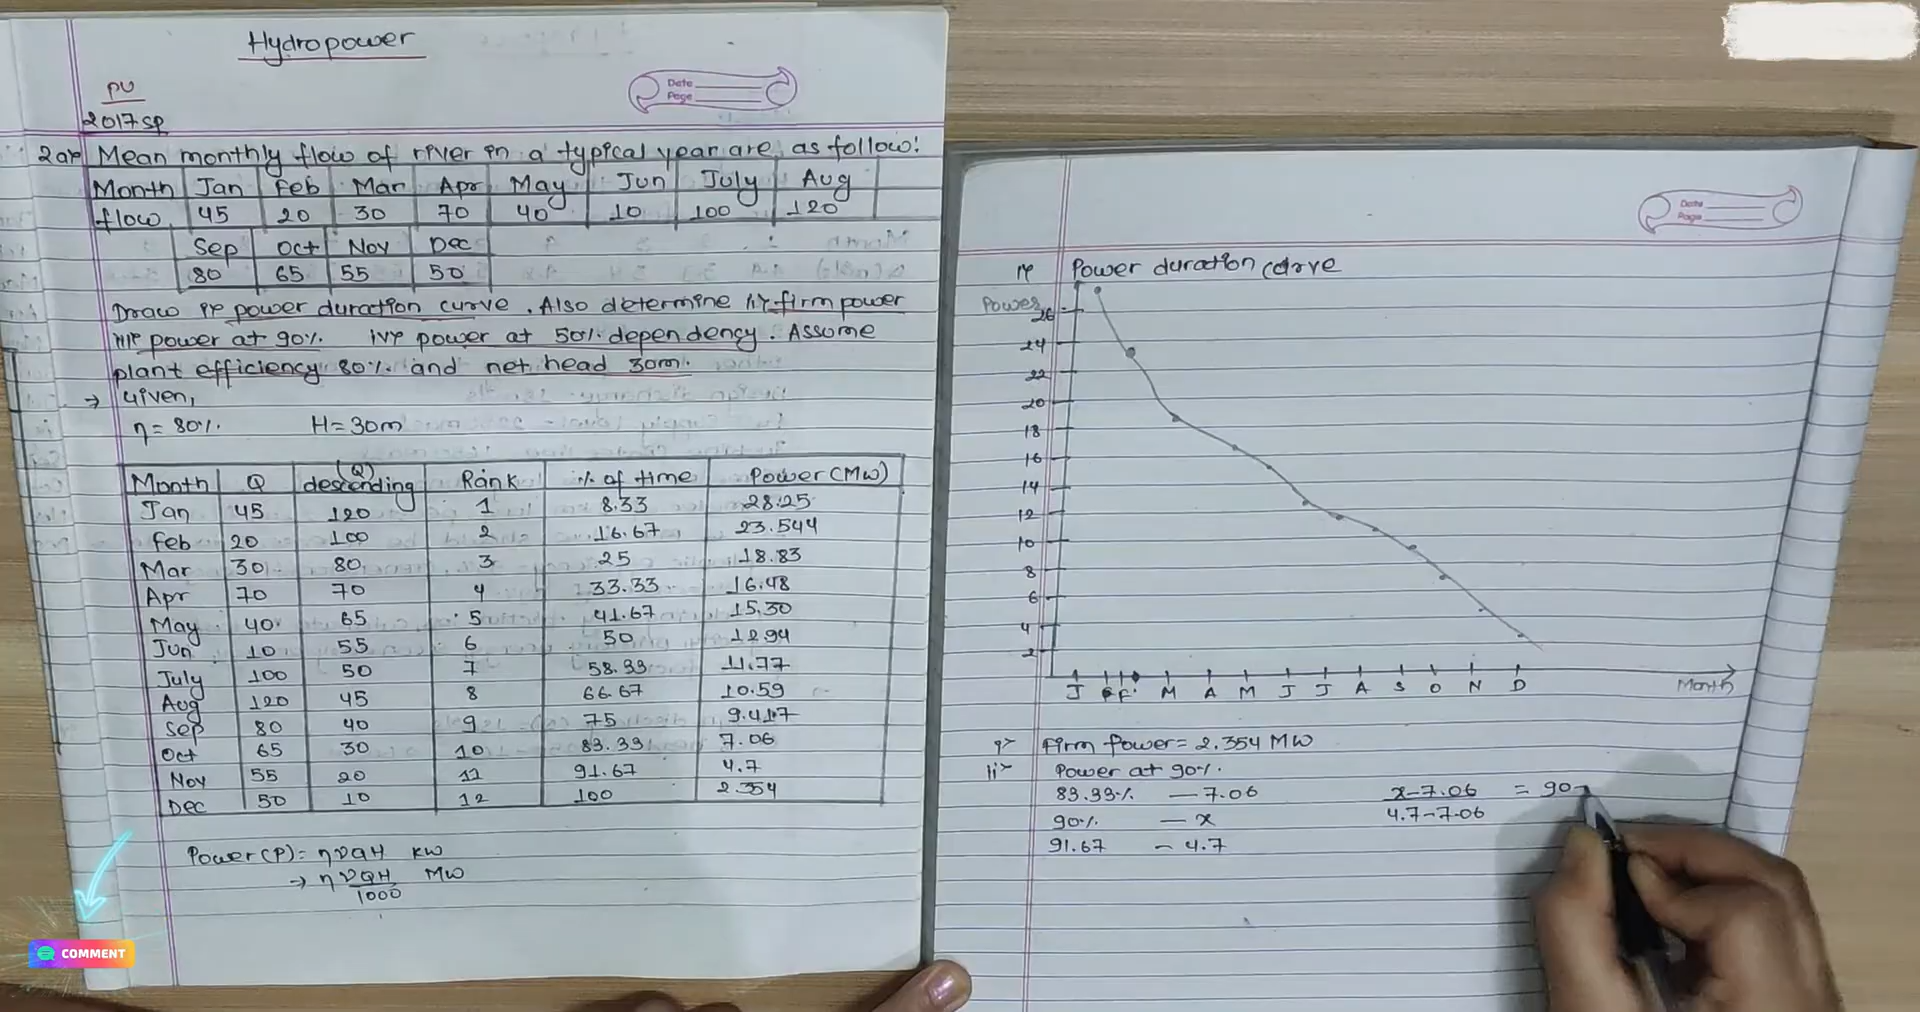 Hydropower
PU
2017 sp
Date
Page
2 a> Mean monthly flow of river in a typical year are as follow:
Month Jan Feb Mar Apr May Jun July Aug
flow 45 20 30 70 40 10 100 120
Sep Oct Nov Dec
80 65 55 50
Draw i> power duration curve. Also determine ii> firm power
iii> power at 90% iv> power at 50% dependency. Assume
plant efficiency 80% and net head 30m.
→ Given,
η = 80% H = 30m
Month Q (Q) descending Rank % of time Power (MW)
Jan 45 120 1 8.33 28.25
Feb 20 100 2 16.67 23.544
Mar 30 80 3 25 18.83
Apr 70 70 4 33.33 16.48
May 40 65 5 41.67 15.30
Jun 10 55 6 50 12.94
July 100 50 7 58.33 11.77
Aug 120 45 8 66.67 10.59
Sep 80 40 9 75 9.417
Oct 65 30 10 83.33 7.06
Nov 55 20 11 91.67 4.7
Dec 50 10 12 100 2.354
Power (P) = ηγQH KW
→ ηγQH MW
1000
COMMENT
Date
Page
i> Power duration curve
Power
26
24
22
20
18
16
14
12
10
8
6
4
2
J F M A M J J A S O N D
Month
i> Firm Power = 2.354 MW
ii> Power at 90%.
83.33% — 7.06 x-7.06 = 90-
90% — x 4.7-7.06
91.67 - 4.7